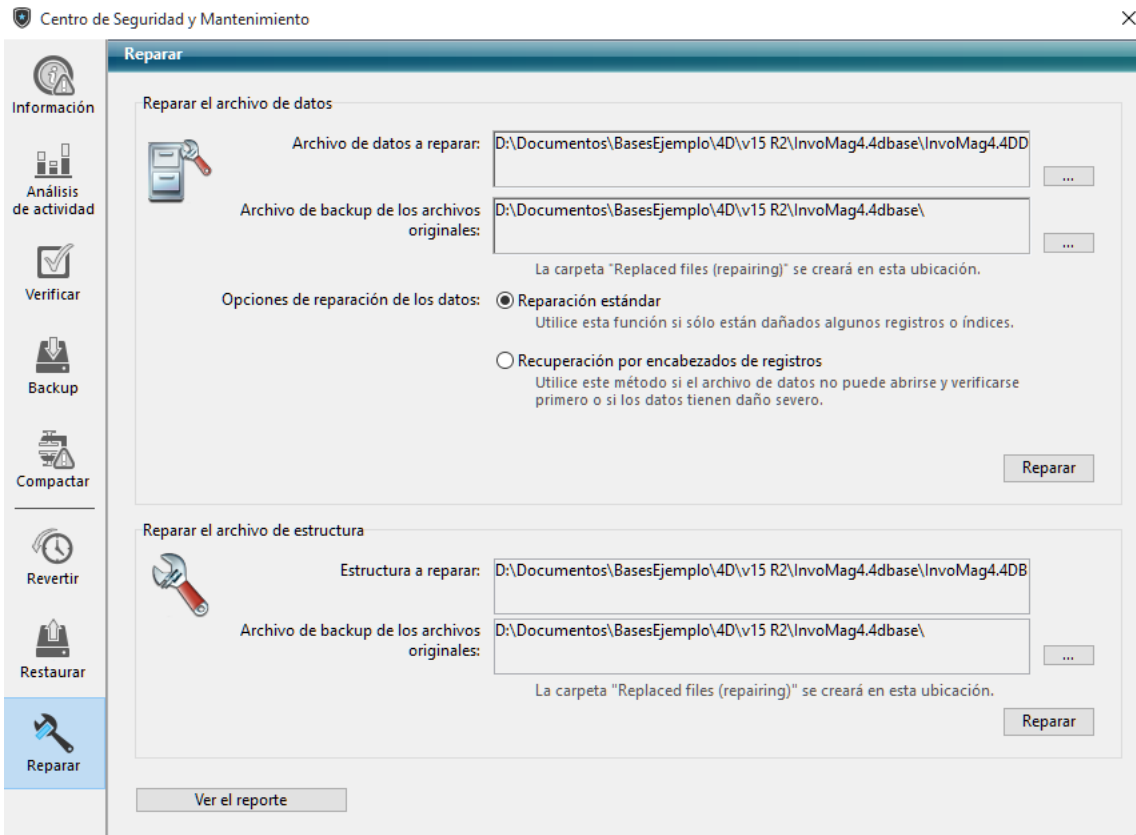 Centro de Seguridad y Mantenimiento
Información
Análisis
de actividad
Verificar
Backup
Compactar
Revertir
Restaurar
Reparar
Reparar
Reparar el archivo de datos
Archivo de datos a reparar:
D:\Documentos\BasesEjemplo\4D\v15 R2\InvoMag4.4dbase\InvoMag4.4DD
...
Archivo de backup de los archivos
originales:
D:\Documentos\BasesEjemplo\4D\v15 R2\InvoMag4.4dbase\
...
La carpeta "Replaced files (repairing)" se creará en esta ubicación.
Opciones de reparación de los datos:
Reparación estándar
Utilice esta función si sólo están dañados algunos registros o índices.
Recuperación por encabezados de registros
Utilice este método si el archivo de datos no puede abrirse y verificarse
primero o si los datos tienen daño severo.
Reparar
Reparar el archivo de estructura
Estructura a reparar:
D:\Documentos\BasesEjemplo\4D\v15 R2\InvoMag4.4dbase\InvoMag4.4DB
Archivo de backup de los archivos
originales:
D:\Documentos\BasesEjemplo\4D\v15 R2\InvoMag4.4dbase\
...
La carpeta "Replaced files (repairing)" se creará en esta ubicación.
Reparar
Ver el reporte